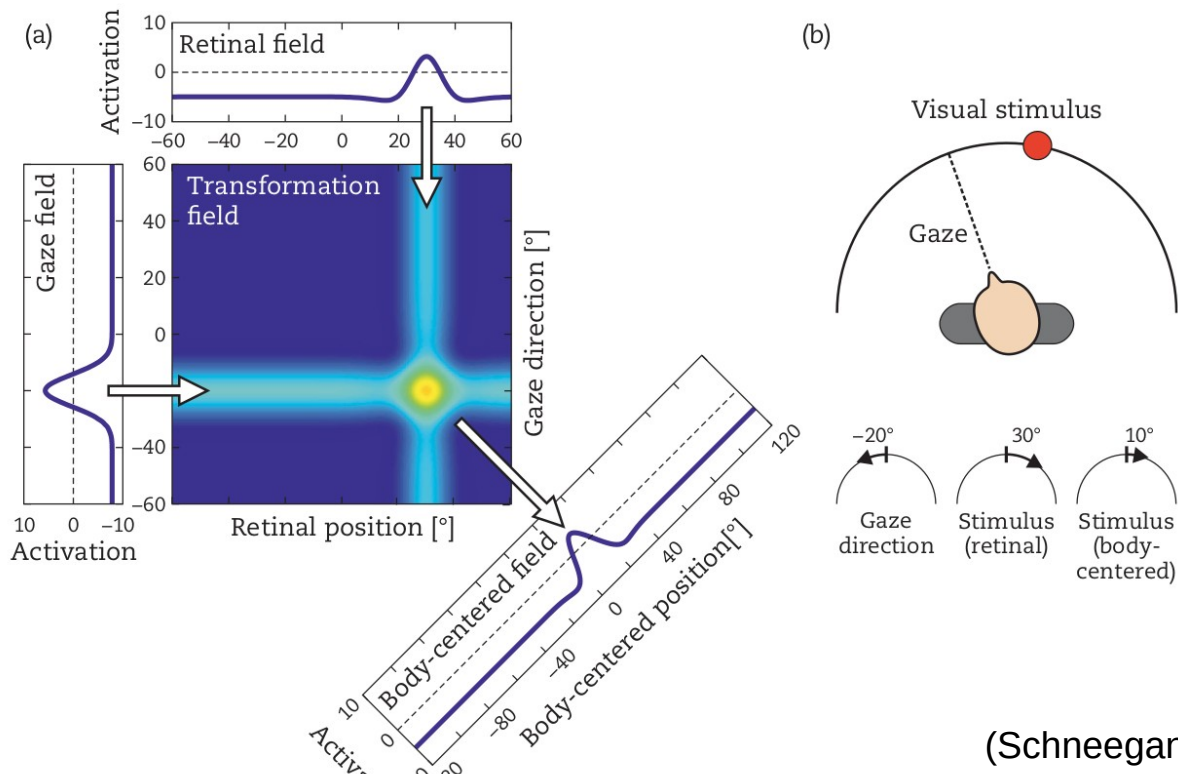 (a)
Activation
10
0
−10
Retinal field
−60 −40 −20 0 20 40 60
Gaze field
10 0 −10
Activation
60
40
20
0
−40
−60
Transformation
field
Gaze direction [°]
Retinal position [°]
Body-centered field
10
0
−80 −40 0 40 80 120
Body-centered position[°]
(b)
Visual stimulus
Gaze
−20° 30° 10°
Gaze
direction
Stimulus
(retinal)
Stimulus
(body-
centered)